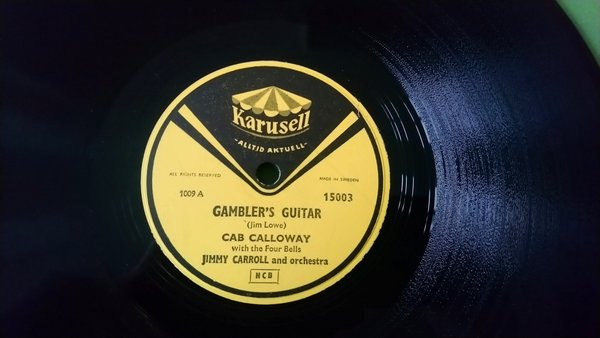 Karusell
-ALLTID AKTUELL-
ALL RIGHTS RESERVED
MADE IN SWEDEN
1009 A
15003
GAMBLER'S GUITAR
(Jim Lowe)
CAB CALLOWAY
with the Four Bells
JIMMY CARROLL and orchestra
NCB